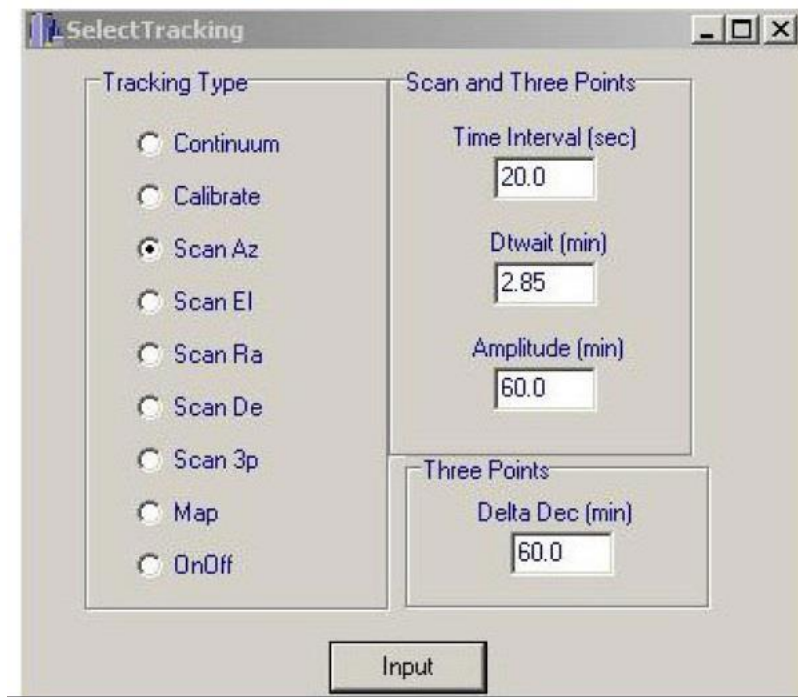 SelectTracking
Tracking Type
Continuum
Calibrate
Scan Az
Scan El
Scan Ra
Scan De
Scan 3p
Map
OnOff
Scan and Three Points
Time Interval (sec)
20.0
Dtwait (min)
2.85
Amplitude (min)
60.0
Three Points
Delta Dec (min)
60.0
Input